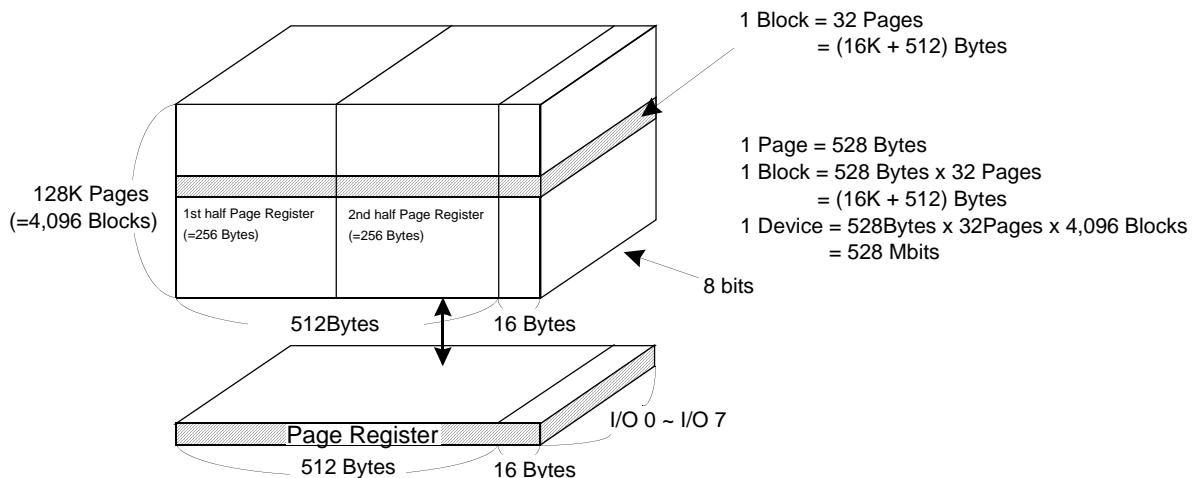 1 Block = 32 Pages
= (16K + 512) Bytes
1 Page = 528 Bytes
1 Block = 528 Bytes x 32 Pages
= (16K + 512) Bytes
1 Device = 528Bytes x 32Pages x 4,096 Blocks
= 528 Mbits
128K Pages
(=4,096 Blocks)
1st half Page Register
(=256 Bytes)
2nd half Page Register
(=256 Bytes)
8 bits
512Bytes
16 Bytes
I/O 0 ~ I/O 7
Page Register
512 Bytes
16 Bytes